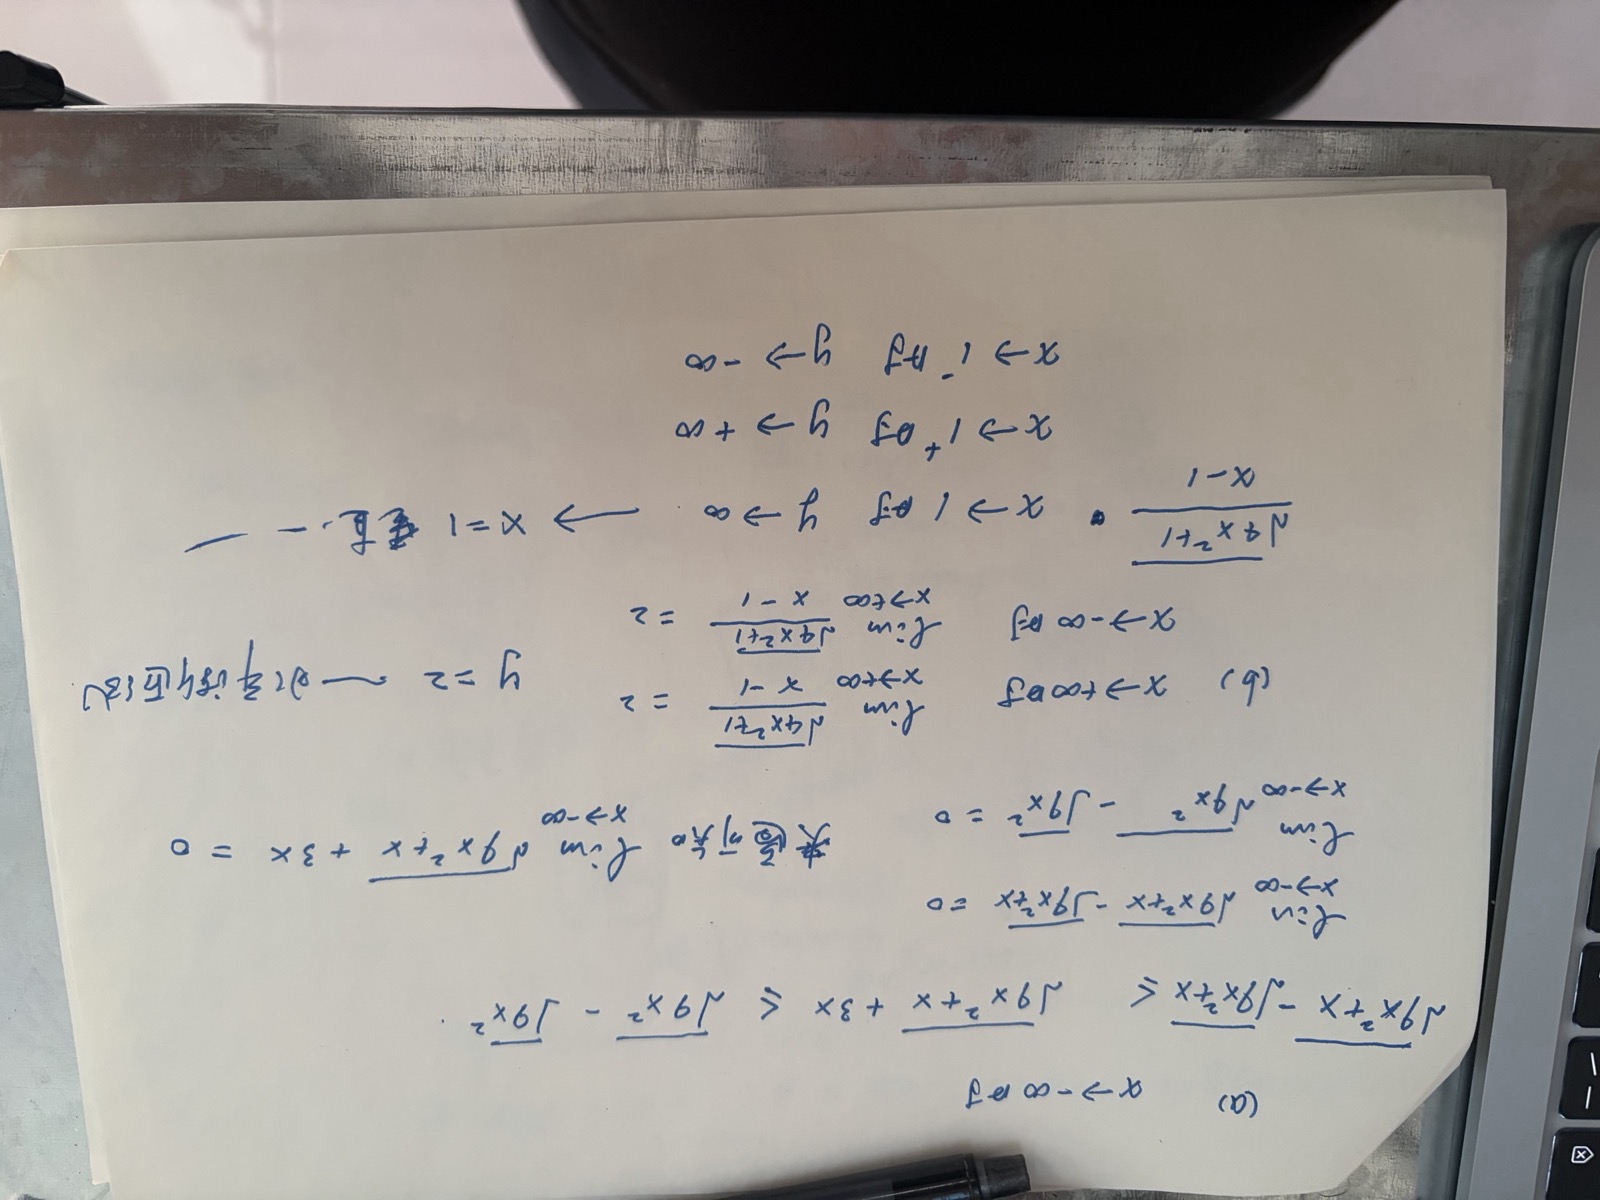 (a) x→-∞时
√(9x²+x) - √(9x²+x) ≤ √(9x²+x) + 3x ≤ √(9x²) - √(9x)².
lim x→-∞ √(9x²+x) - √(9x²+x) = 0
lim x→-∞ √(9x²) - √(9x²) = 0 夹逼可知 lim x→-∞ √(9x²+x) + 3x = 0
(b) x→+∞时 lim x→+∞ √(4x²+1)/(x-1) = 2 y=2 ~ 水平渐近线.
x→-∞时 lim x→+∞ √(4x²+1)/(x-1) = 2
√(4x²+1)/(x-1) x→1时 y→∞. ⟶ x=1 垂直. — —
x→1⁺时 y→+∞
x→1⁻时 y→-∞